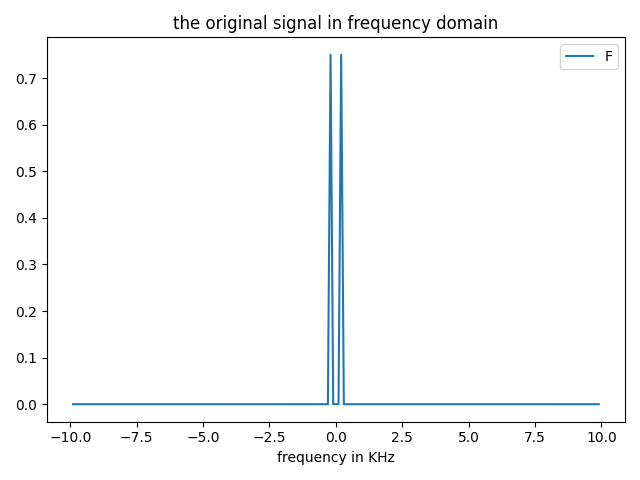 the original signal in frequency domain
F
0.7
0.6
0.5
0.4
0.3
0.2
0.1
0.0
−10.0 −7.5 −5.0 −2.5 0.0 2.5 5.0 7.5 10.0
frequency in KHz